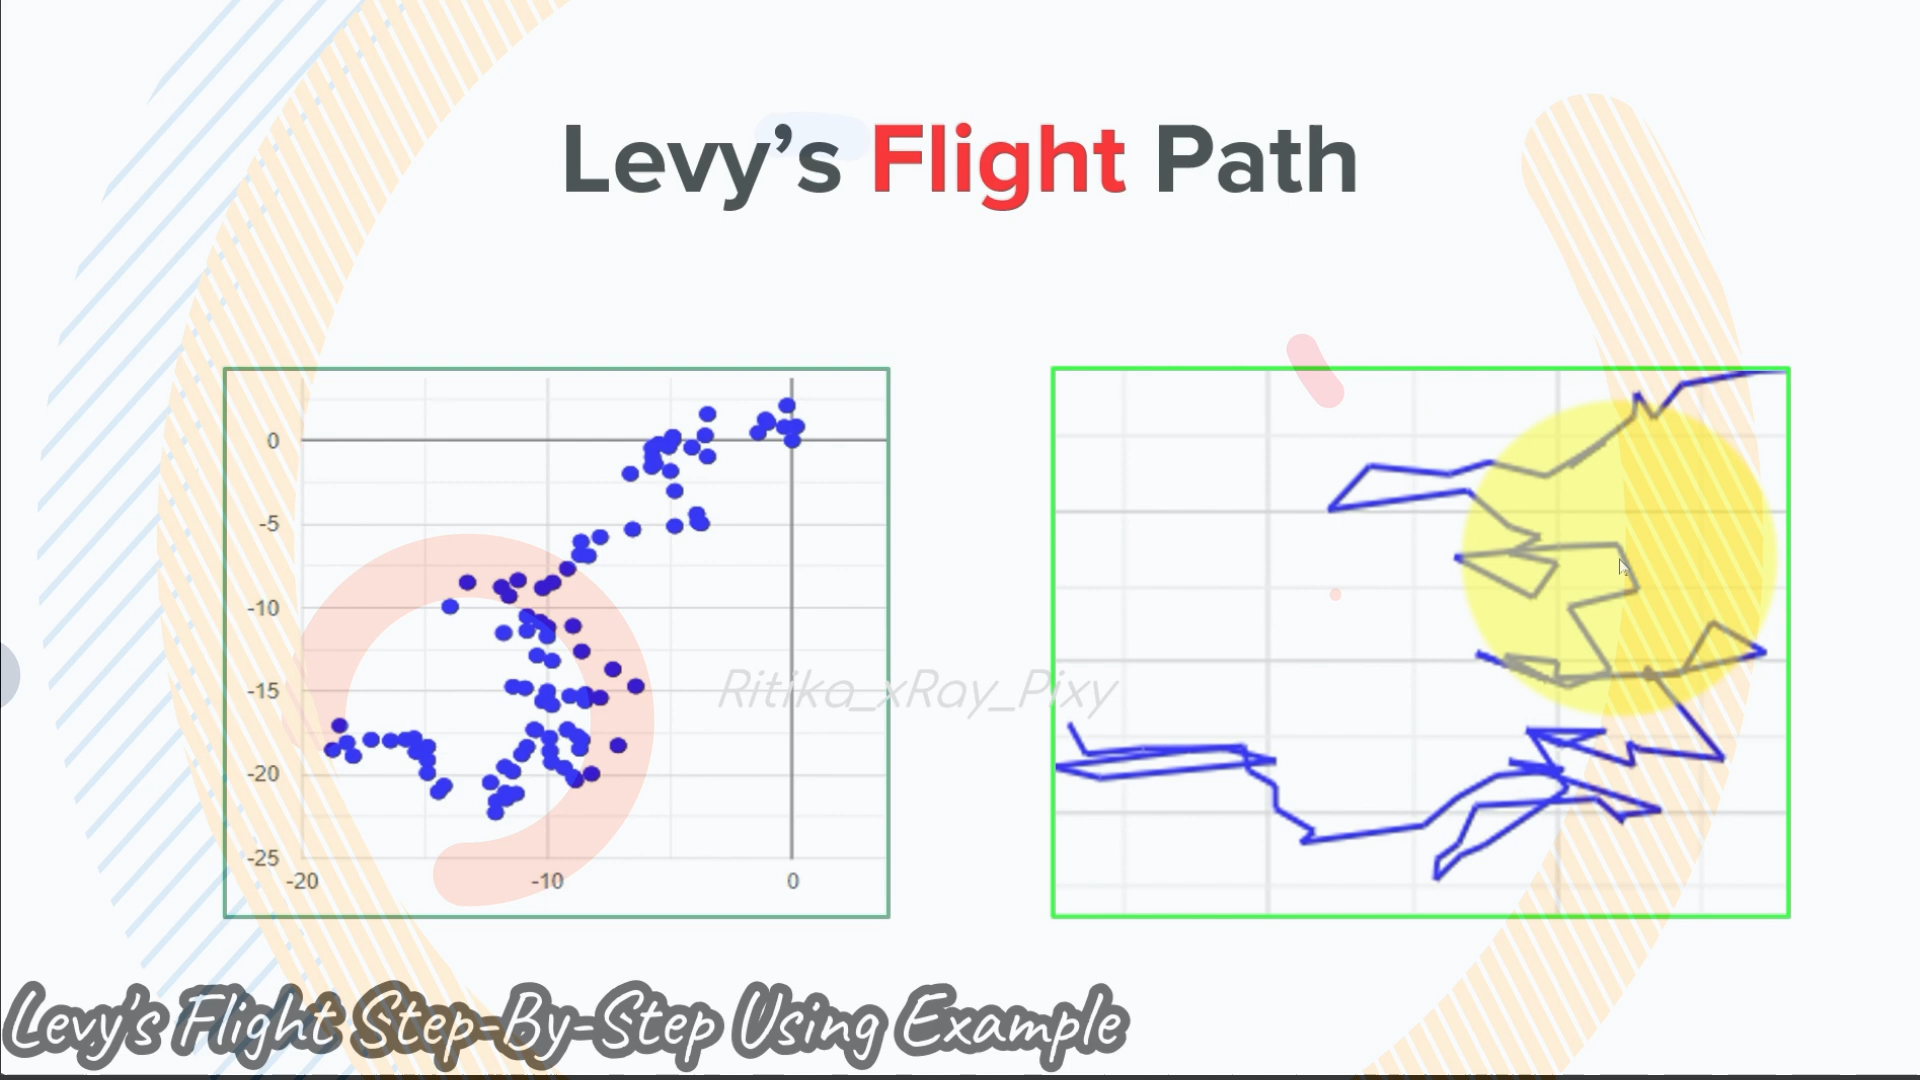 Levy's Flight Path
0
-5
-10
-15
-20
-25
-20 -10 0
Ritika_xRay_Pixy
Levy's Flight Step-By-Step Using Example